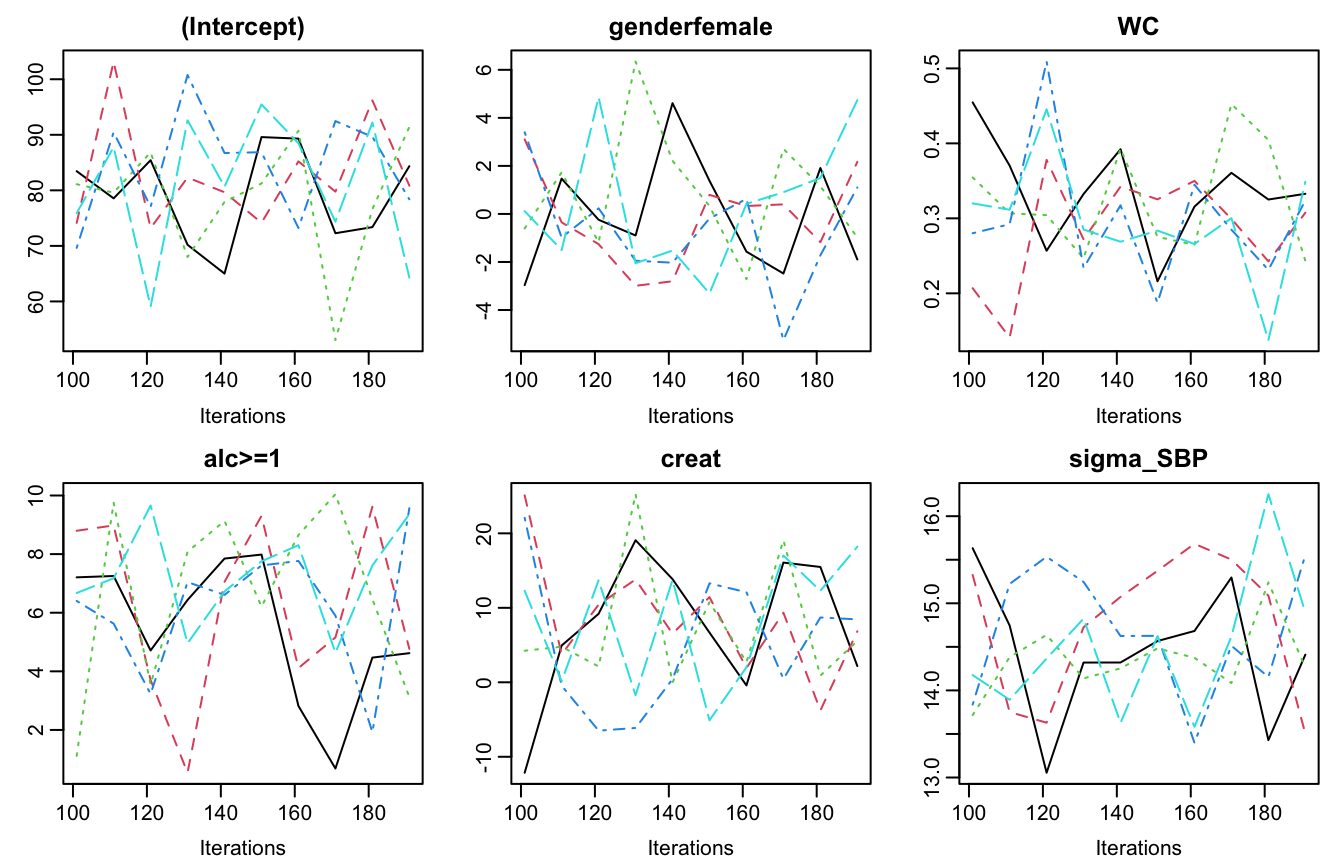 (Intercept)
100
90
80
70
60
100 120 140 160 180
Iterations
genderfemale
6
4
2
0
-2
-4
100 120 140 160 180
Iterations
WC
0.5
0.4
0.3
0.2
100 120 140 160 180
Iterations
alc>=1
10
8
6
4
2
100 120 140 160 180
Iterations
creat
20
10
0
-10
100 120 140 160 180
Iterations
sigma_SBP
16.0
15.0
14.0
13.0
100 120 140 160 180
Iterations